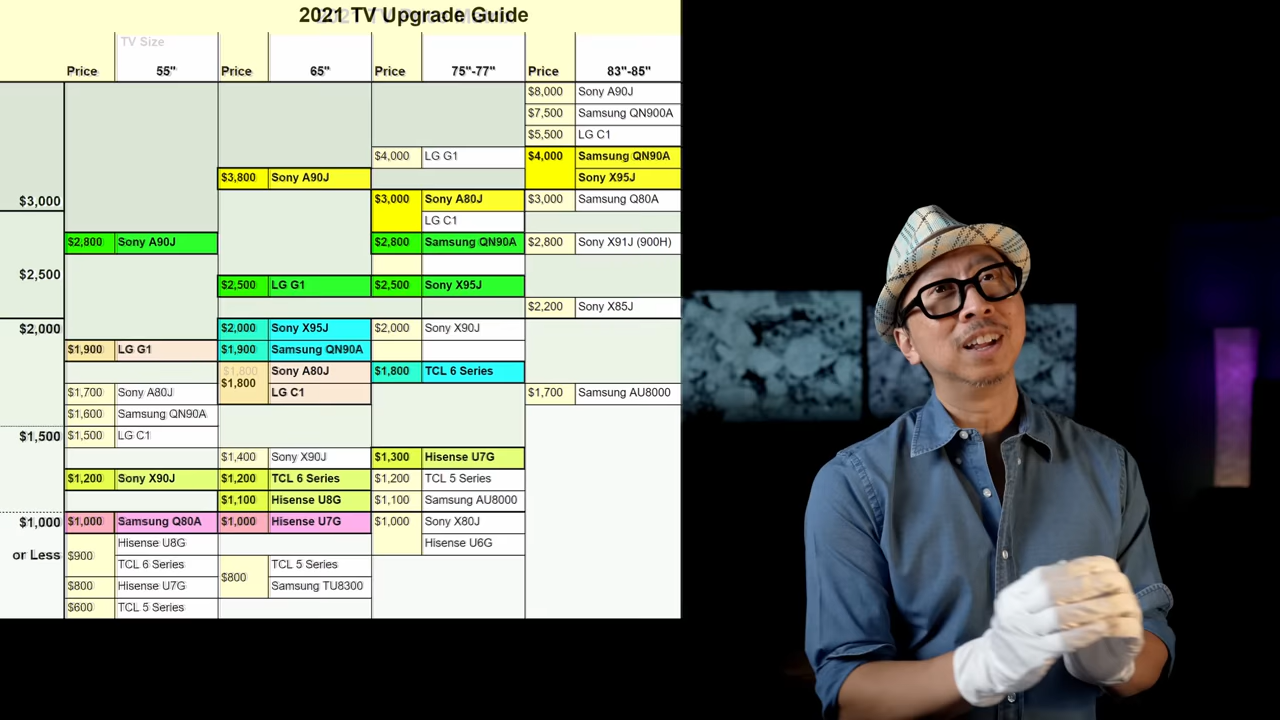 2021 TV Upgrade Guide
TV Size
Price 55" Price 65" Price 75"-77" Price 83"-85"
$8,000 Sony A90J
$7,500 Samsung QN900A
$5,500 LG C1
$4,000 LG G1 $4,000 Samsung QN90A
$3,800 Sony A90J Sony X95J
$3,000 $3,000 Sony A80J $3,000 Samsung Q80A
LG C1
$2,800 Sony A90J $2,800 Samsung QN90A $2,800 Sony X91J (900H)
$2,500 $2,500 LG G1 $2,500 Sony X95J
$2,200 Sony X85J
$2,000 $2,000 Sony X95J $2,000 Sony X90J
$1,900 LG G1 $1,900 Samsung QN90A
$1,800 $1,800 Sony A80J $1,800 TCL 6 Series
$1,700 Sony A80J LG C1 $1,700 Samsung AU8000
$1,600 Samsung QN90A
$1,500 $1,500 LG C1
$1,400 Sony X90J $1,300 Hisense U7G
$1,200 Sony X90J $1,200 TCL 6 Series $1,200 TCL 5 Series
$1,100 Hisense U8G $1,100 Samsung AU8000
$1,000 $1,000 Samsung Q80A $1,000 Hisense U7G $1,000 Sony X80J
or Less $900 Hisense U8G Hisense U6G
TCL 6 Series $800 TCL 5 Series
$800 Hisense U7G Samsung TU8300
$600 TCL 5 Series